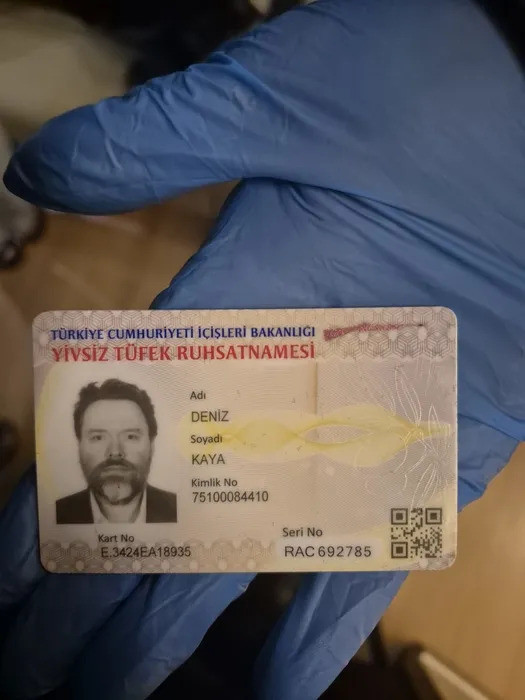 TÜRKİYE CUMHURİYETİ İÇİŞLERİ BAKANLIGI
YİVSİZ TÜFEK RUHSATNAMESİ
Adı
DENİZ
Soyadı
KAYA
Kimlik No
75100084410
Kart No
E.3424EA18935
Seri No
RAC 692785